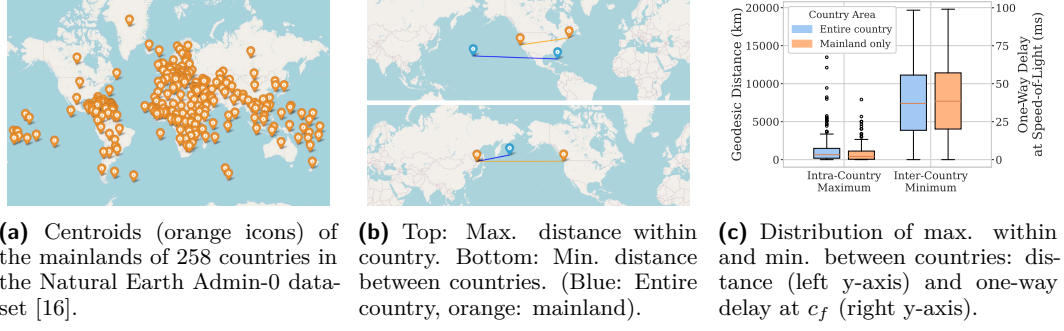 Geodesic Distance (km)
20000
15000
10000
5000
0
Country Area
Entire country
Mainland only
100
75
50
25
0
One-Way Delay
at Speed-of-Light (ms)
Intra-Country
Maximum
Inter-Country
Minimum
(a) Centroids (orange icons) of
the mainlands of 258 countries in
the Natural Earth Admin-0 data-
set [16].
(b) Top: Max. distance within
country. Bottom: Min. distance
between countries. (Blue: Entire
country, orange: mainland).
(c) Distribution of max. within
and min. between countries: dis-
tance (left y-axis) and one-way
delay at c_f (right y-axis).